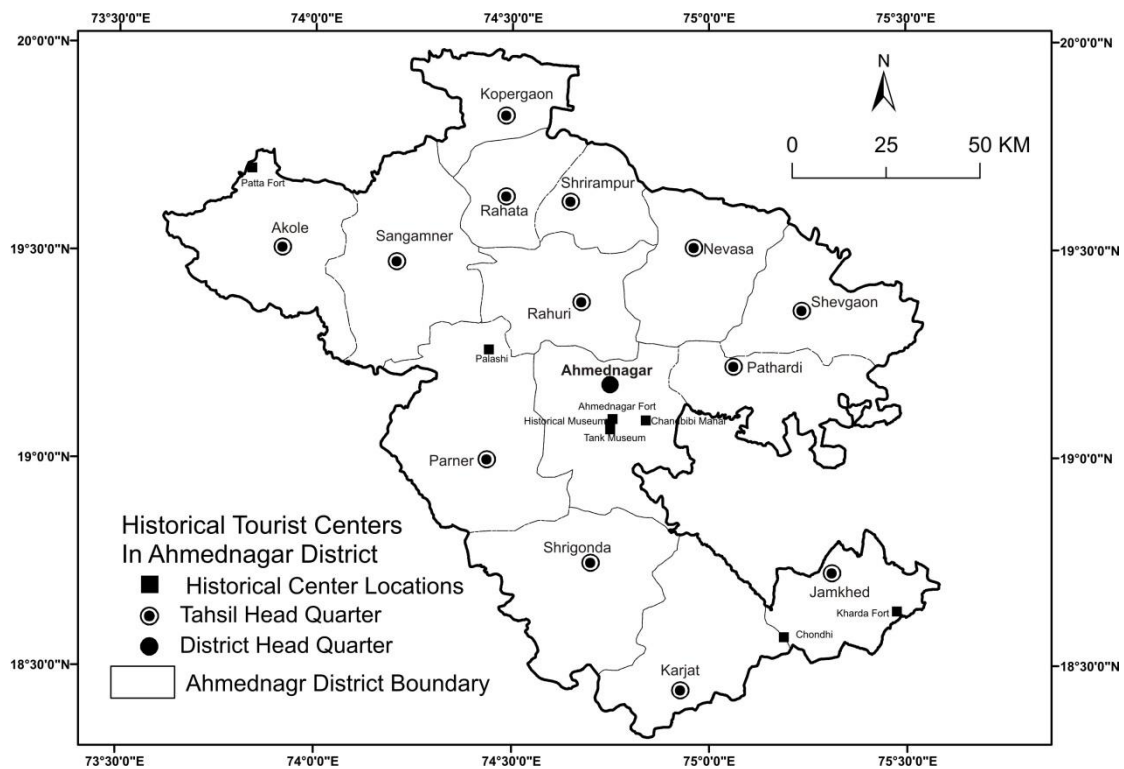 73°30'0"E 74°0'0"E 74°30'0"E 75°0'0"E 75°30'0"E
20°0'0"N 20°0'0"N
N
Kopergaon
0 25 50 KM
Patta Fort
Shrirampur
Rahata
Akole
Sangamner
Nevasa
19°30'0"N 19°30'0"N
Rahuri
Shevgaon
Palashi
Ahmednagar
Pathardi
Ahmednagar Fort
Historical Museum Chandbibi Mahal
Tank Museum
19°0'0"N 19°0'0"N
Parner
Historical Tourist Centers
In Ahmednagar District
Historical Center Locations
Tahsil Head Quarter
District Head Quarter
Ahmednagr District Boundary
Shrigonda
Jamkhed
Kharda Fort
Chondhi
18°30'0"N 18°30'0"N
Karjat
73°30'0"E 74°0'0"E 74°30'0"E 75°0'0"E 75°30'0"E